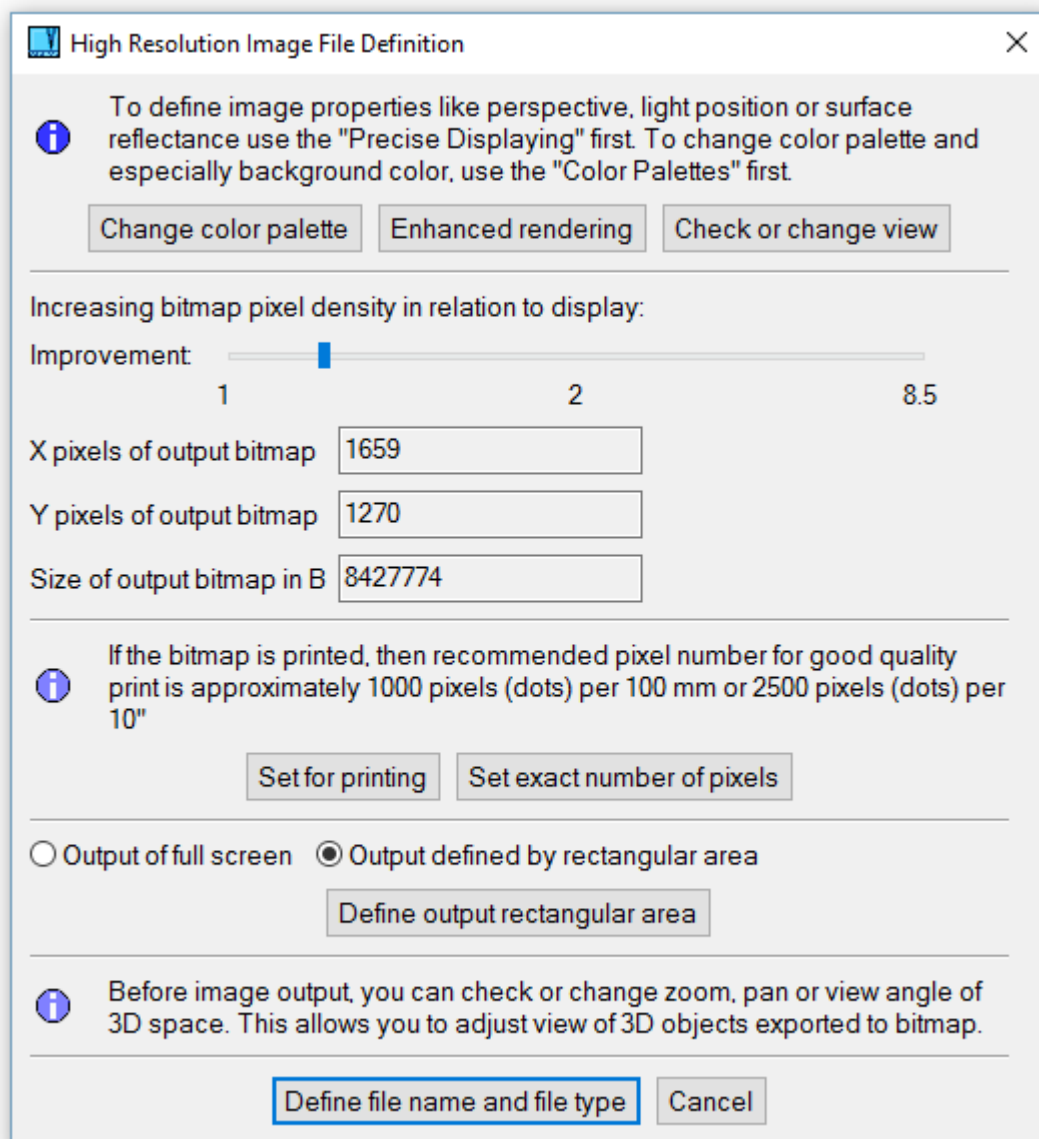 High Resolution Image File Definition
To define image properties like perspective, light position or surface
reflectance use the "Precise Displaying" first. To change color palette and
especially background color, use the "Color Palettes" first.
Change color palette Enhanced rendering Check or change view
Increasing bitmap pixel density in relation to display:
Improvement:
1 2 8.5
X pixels of output bitmap 1659
Y pixels of output bitmap 1270
Size of output bitmap in B 8427774
If the bitmap is printed, then recommended pixel number for good quality
print is approximately 1000 pixels (dots) per 100 mm or 2500 pixels (dots) per
10"
Set for printing Set exact number of pixels
Output of full screen Output defined by rectangular area
Define output rectangular area
Before image output, you can check or change zoom, pan or view angle of
3D space. This allows you to adjust view of 3D objects exported to bitmap.
Define file name and file type Cancel